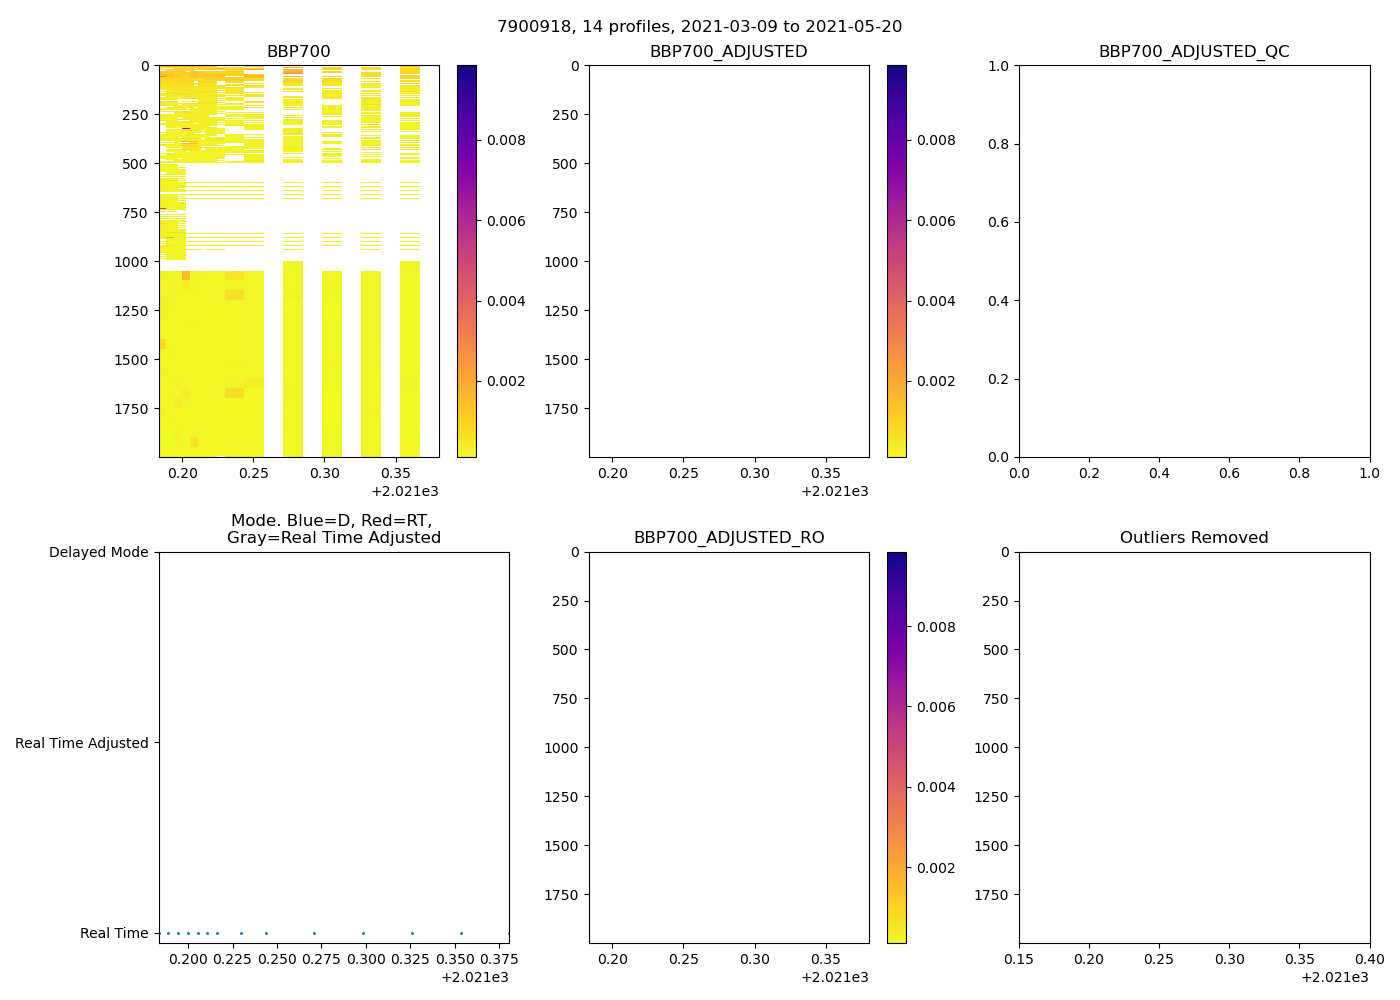 7900918, 14 profiles, 2021-03-09 to 2021-05-20
BBP700
0
250
500
750
1000
1250
1500
1750
0.20 0.25 0.30 0.35
+2.021e3
0.008
0.006
0.004
0.002
BBP700_ADJUSTED
0
250
500
750
1000
1250
1500
1750
0.20 0.25 0.30 0.35
+2.021e3
0.008
0.006
0.004
0.002
BBP700_ADJUSTED_QC
1.0
0.8
0.6
0.4
0.2
0.0
0.0 0.2 0.4 0.6 0.8 1.0
Mode. Blue=D, Red=RT,
Gray=Real Time Adjusted
Delayed Mode
Real Time Adjusted
Real Time
0.200 0.225 0.250 0.275 0.300 0.325 0.350 0.375
+2.021e3
BBP700_ADJUSTED_RO
0
250
500
750
1000
1250
1500
1750
0.20 0.25 0.30 0.35
+2.021e3
0.008
0.006
0.004
0.002
Outliers Removed
0
250
500
750
1000
1250
1500
1750
0.15 0.20 0.25 0.30 0.35 0.40
+2.021e3